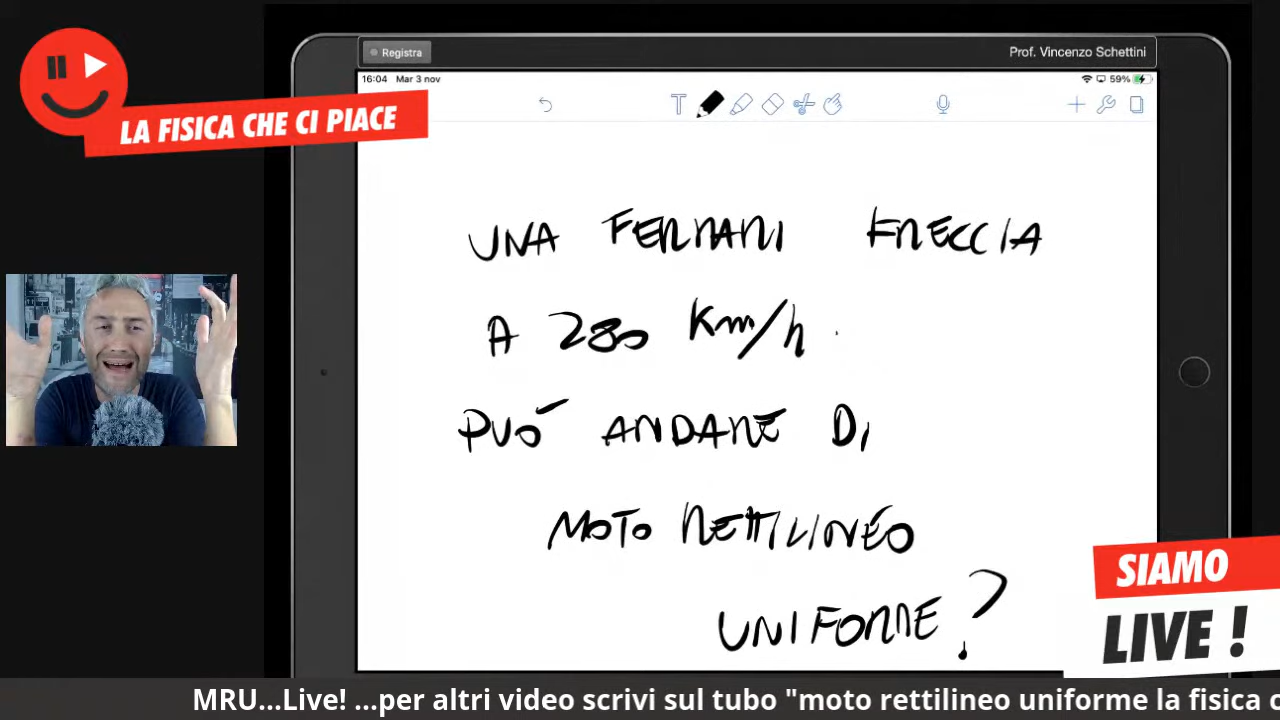 Registra
Prof. Vincenzo Schettini
16:04 Mar 3 nov
59%
LA FISICA CHE CI PIACE
UNA FERRARI FRECCIA
A 280 Km/h.
PUÓ ANDARE DI
MOTO RETTILINEO
UNIFORME?
SIAMO
LIVE !
MRU...Live! ...per altri video scrivi sul tubo "moto rettilineo uniforme la fisica c